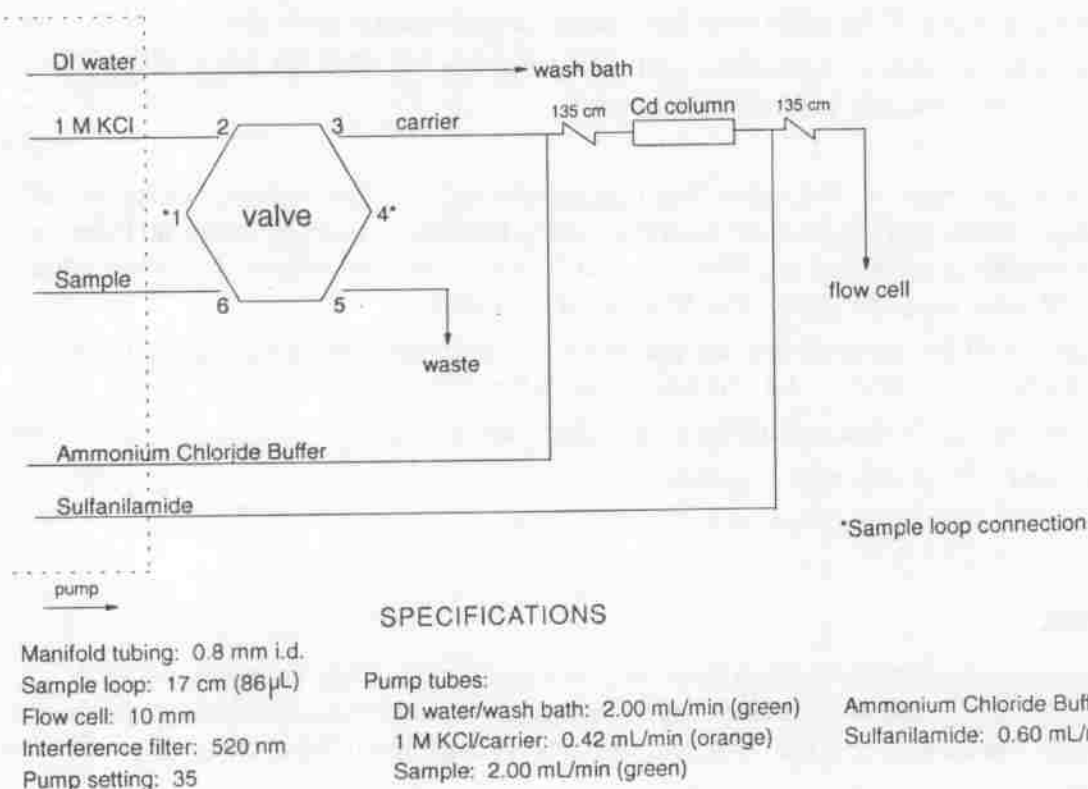 DI water
wash bath
1 M KCl
2
3
carrier
135 cm
Cd column
135 cm
*1
valve
4*
Sample
6
5
flow cell
waste
Ammonium Chloride Buffer
Sulfanilamide
*Sample loop connection
pump
SPECIFICATIONS
Manifold tubing: 0.8 mm i.d.
Sample loop: 17 cm (86µL)
Flow cell: 10 mm
Interference filter: 520 nm
Pump setting: 35
Pump tubes:
DI water/wash bath: 2.00 mL/min (green)
1 M KCl/carrier: 0.42 mL/min (orange)
Sample: 2.00 mL/min (green)
Ammonium Chloride Buff
Sulfanilamide: 0.60 mL/